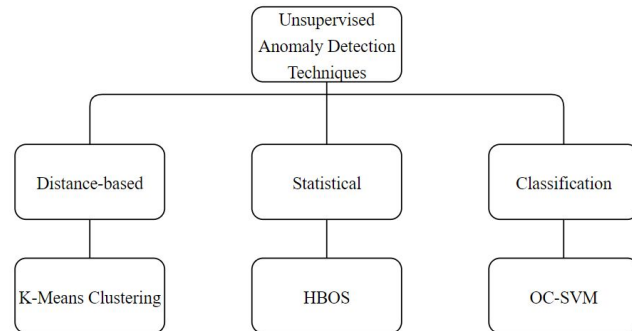 Unsupervised
Anomaly Detection
Techniques
Distance-based
Statistical
Classification
K-Means Clustering
HBOS
OC-SVM